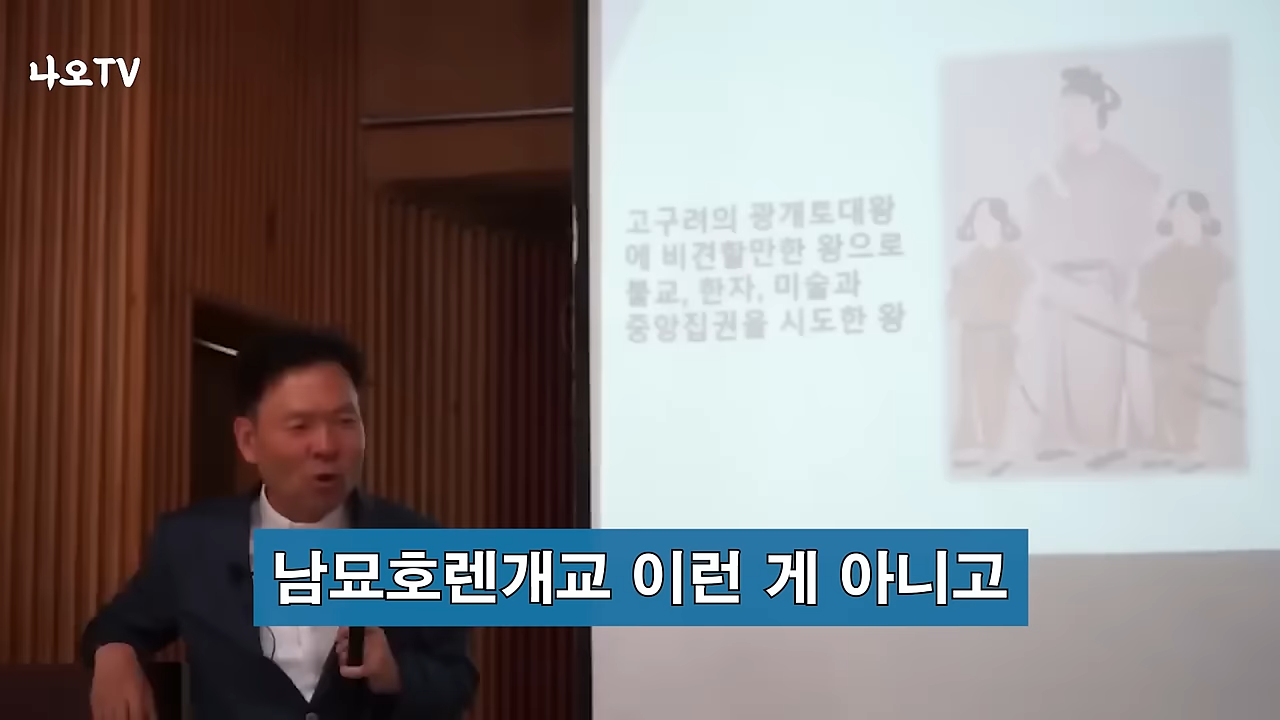 나오TV
고구려의 광개토대왕
에 비견할만한 왕으로
불교, 한자, 미술과
중앙집권을 시도한 왕
남묘호렌개교 이런 게 아니고